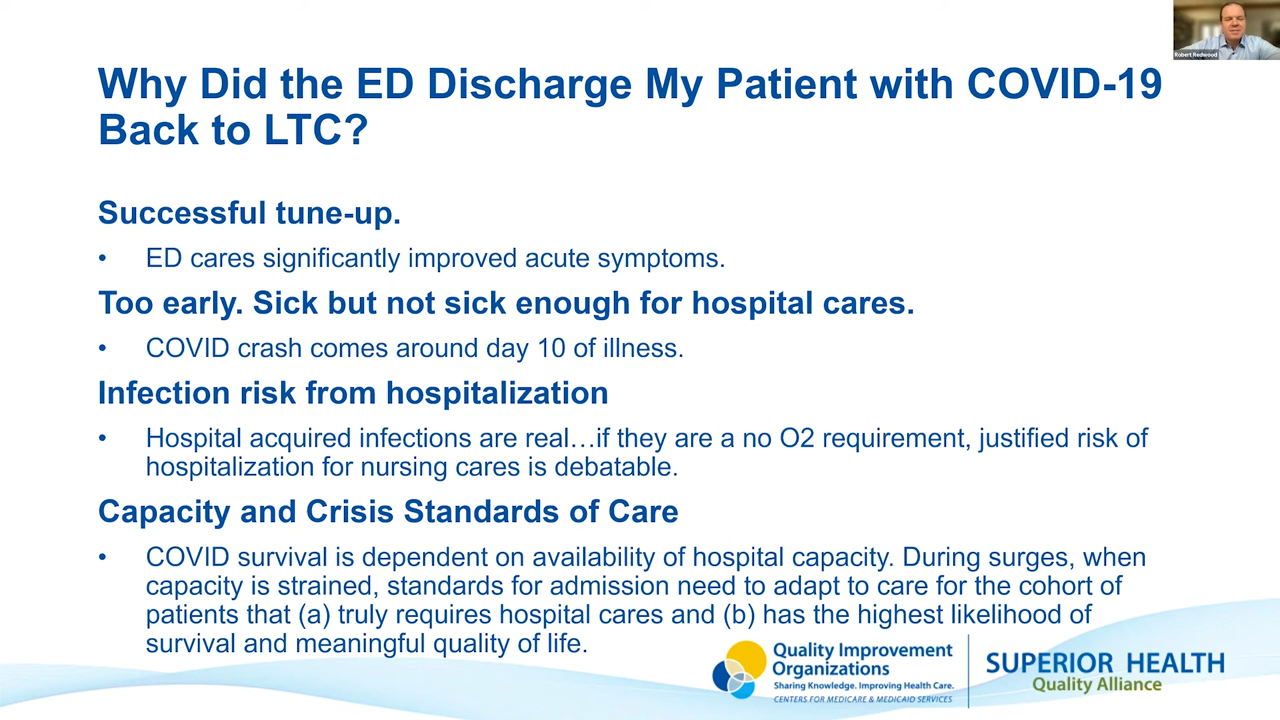 Robert Redwood
Why Did the ED Discharge My Patient with COVID-19
Back to LTC?
Successful tune-up.
• ED cares significantly improved acute symptoms.
Too early. Sick but not sick enough for hospital cares.
• COVID crash comes around day 10 of illness.
Infection risk from hospitalization
• Hospital acquired infections are real…if they are a no O2 requirement, justified risk of
hospitalization for nursing cares is debatable.
Capacity and Crisis Standards of Care
• COVID survival is dependent on availability of hospital capacity. During surges, when
capacity is strained, standards for admission need to adapt to care for the cohort of
patients that (a) truly requires hospital cares and (b) has the highest likelihood of
survival and meaningful quality of life.
Quality Improvement
Organizations
Sharing Knowledge. Improving Health Care.
CENTERS FOR MEDICARE & MEDICAID SERVICES
SUPERIOR HEALTH
Quality Alliance